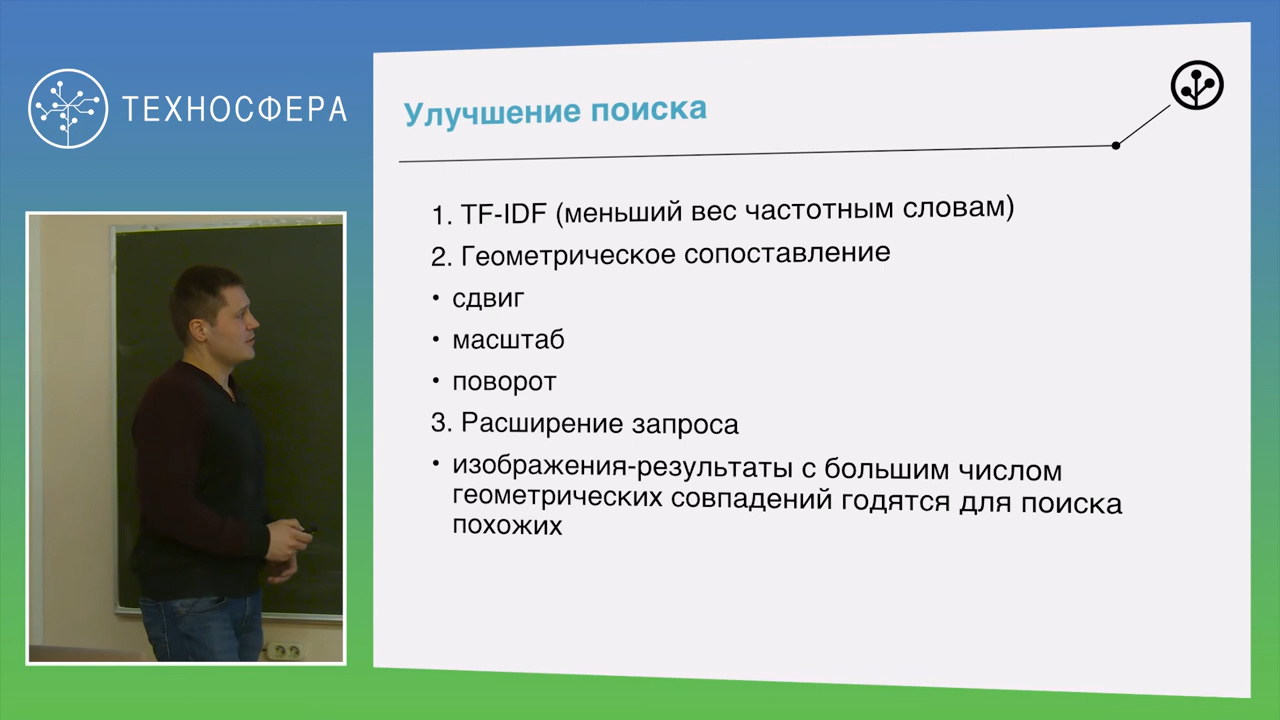 ТЕХНОСФЕРА
Улучшение поиска
1. TF-IDF (меньший вес частотным словам)
2. Геометрическое сопоставление
• сдвиг
• масштаб
• поворот
3. Расширение запроса
• изображения-результаты с большим числом
геометрических совпадений годятся для поиска
похожих